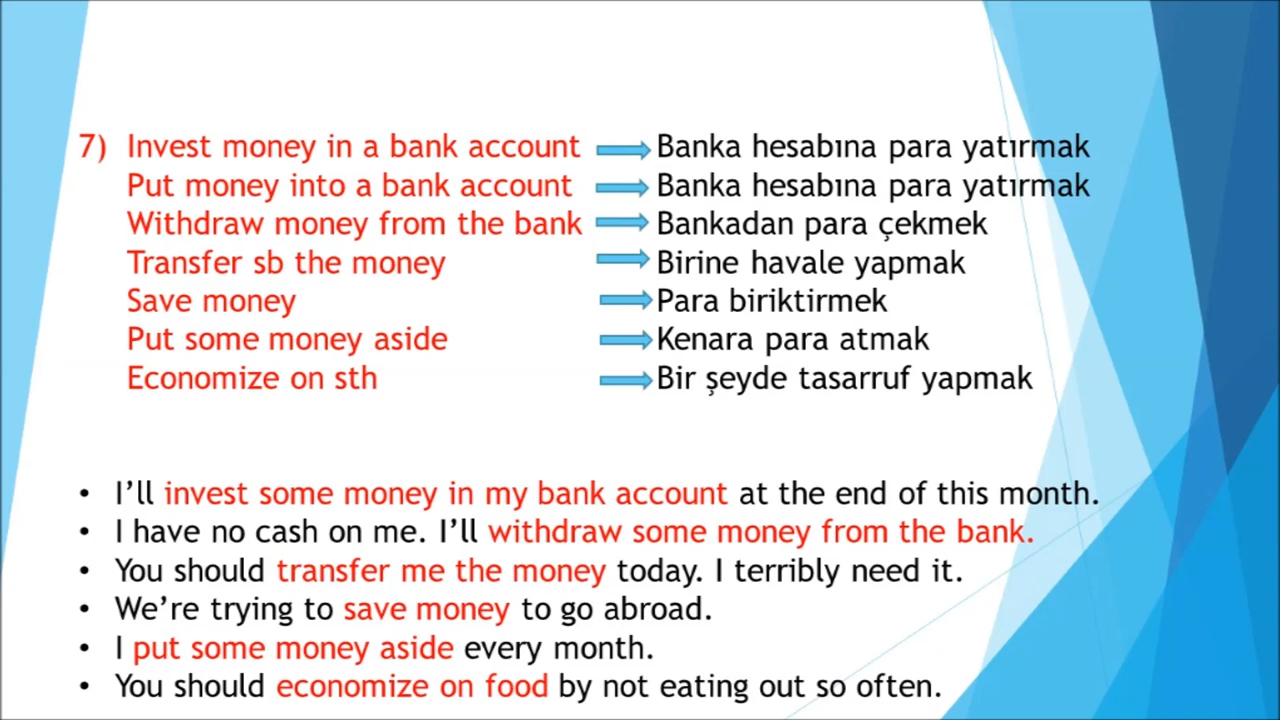 7) Invest money in a bank account Banka hesabına para yatırmak
Put money into a bank account Banka hesabına para yatırmak
Withdraw money from the bank Bankadan para çekmek
Transfer sb the money Birine havale yapmak
Save money Para biriktirmek
Put some money aside Kenara para atmak
Economize on sth Bir şeyde tasarruf yapmak
• I’ll invest some money in my bank account at the end of this month.
• I have no cash on me. I’ll withdraw some money from the bank.
• You should transfer me the money today. I terribly need it.
• We’re trying to save money to go abroad.
• I put some money aside every month.
• You should economize on food by not eating out so often.